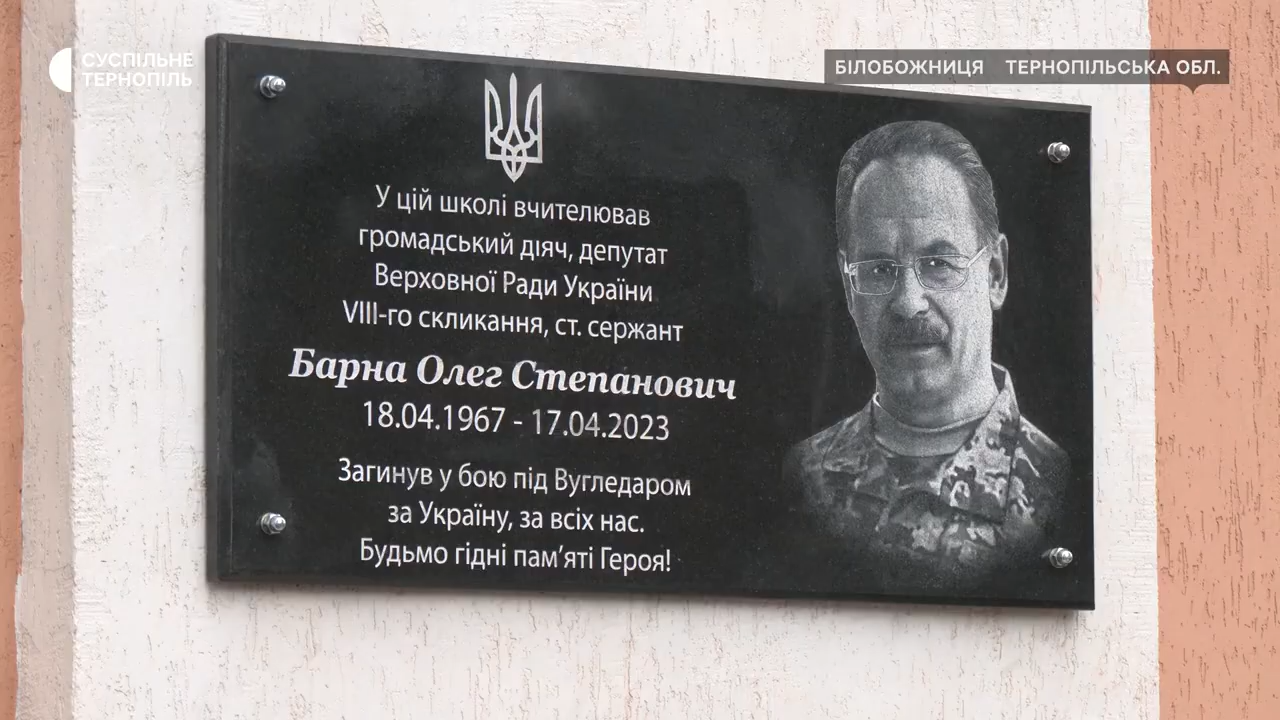 СУСПІЛЬНЕ
ТЕРНОПІЛЬ
БІЛОБОЖНИЦЯ ТЕРНОПІЛЬСЬКА ОБЛ.
У цій школі вчителював
громадський діяч, депутат
Верховної Ради України
VIII-го скликання, ст. сержант
Барна Олег Степанович
18.04.1967 - 17.04.2023
Загинув у бою під Вугледаром
за Україну, за всіх нас.
Будьмо гідні пам'яті Героя!